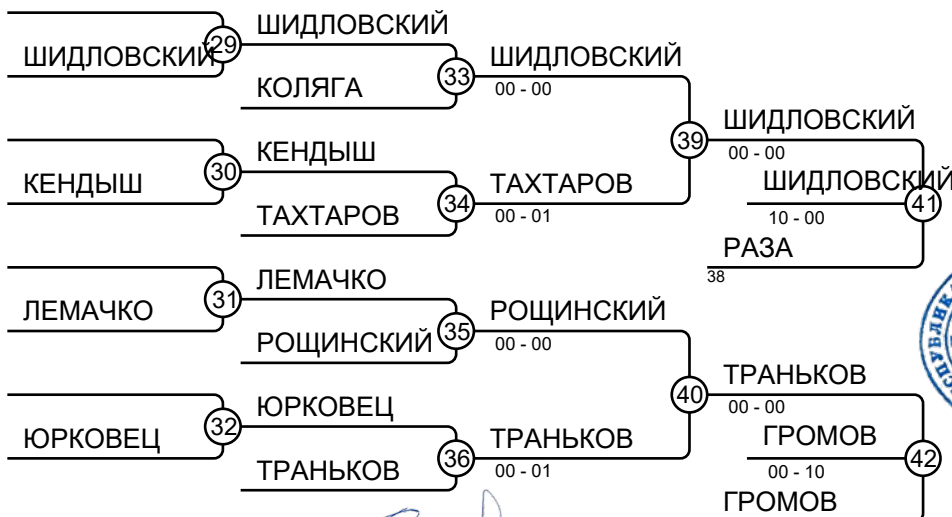 ШИДЛОВСКИЙ
29
ШИДЛОВСКИЙ
КОЛЯГА
33
ШИДЛОВСКИЙ
00 - 00
КЕНДЫШ
30
КЕНДЫШ
ТАХТАРОВ
34
ТАХТАРОВ
00 - 01
39
ШИДЛОВСКИЙ
00 - 00
ШИДЛОВСКИЙ
10 - 00
41
РАЗА
38
ЛЕМАЧКО
31
ЛЕМАЧКО
РОЩИНСКИЙ
35
РОЩИНСКИЙ
00 - 00
ЮРКОВЕЦ
32
ЮРКОВЕЦ
ТРАНЬКОВ
36
ТРАНЬКОВ
00 - 01
40
ТРАНЬКОВ
00 - 00
ГРОМОВ
00 - 10
42
ГРОМОВ